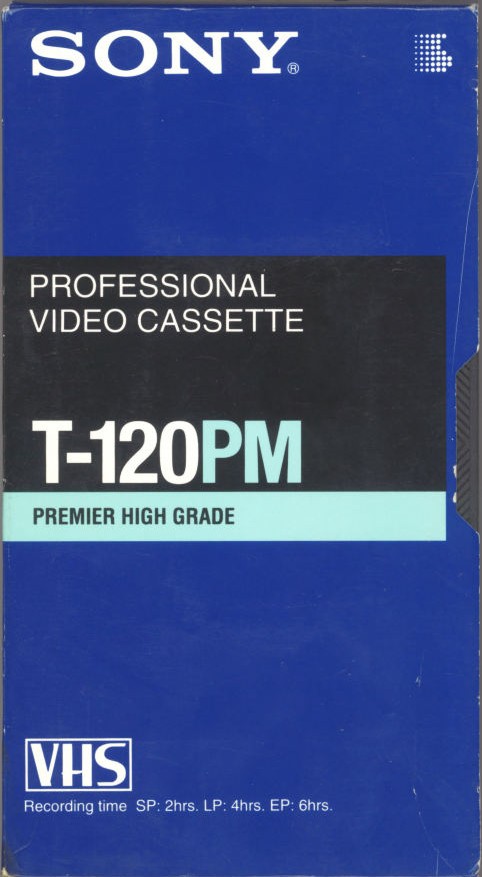 SONY®
PROFESSIONAL
VIDEO CASSETTE
T-120PM
PREMIER HIGH GRADE
VHS
Recording time SP: 2hrs. LP: 4hrs. EP: 6hrs.